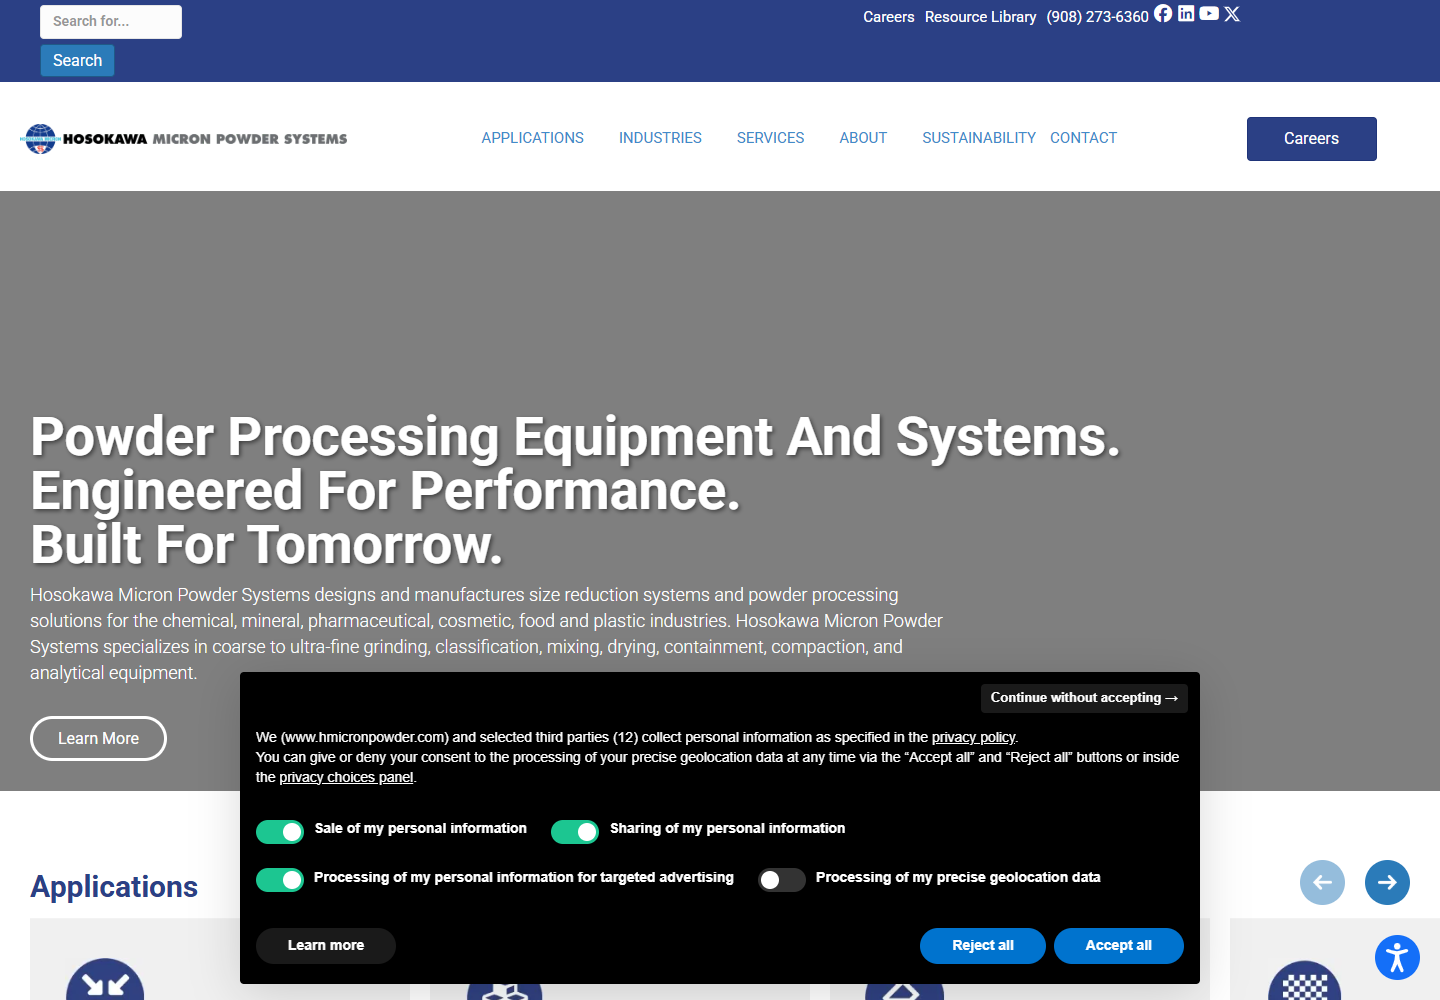 Search for...
Search
Careers Resource Library (908) 273-6360
HOSOKAWA MICRON POWDER SYSTEMS
APPLICATIONS INDUSTRIES SERVICES ABOUT SUSTAINABILITY CONTACT
Careers
Powder Processing Equipment And Systems.
Engineered For Performance.
Built For Tomorrow.
Hosokawa Micron Powder Systems designs and manufactures size reduction systems and powder processing
solutions for the chemical, mineral, pharmaceutical, cosmetic, food and plastic industries. Hosokawa Micron Powder
Systems specializes in coarse to ultra-fine grinding, classification, mixing, drying, containment, compaction, and
analytical equipment.
Learn More
Continue without accepting →
We (www.hmicronpowder.com) and selected third parties (12) collect personal information as specified in the privacy policy.
You can give or deny your consent to the processing of your precise geolocation data at any time via the “Accept all” and “Reject all” buttons or inside
the privacy choices panel.
Sale of my personal information Sharing of my personal information
Processing of my personal information for targeted advertising Processing of my precise geolocation data
Learn more Reject all Accept all
Applications